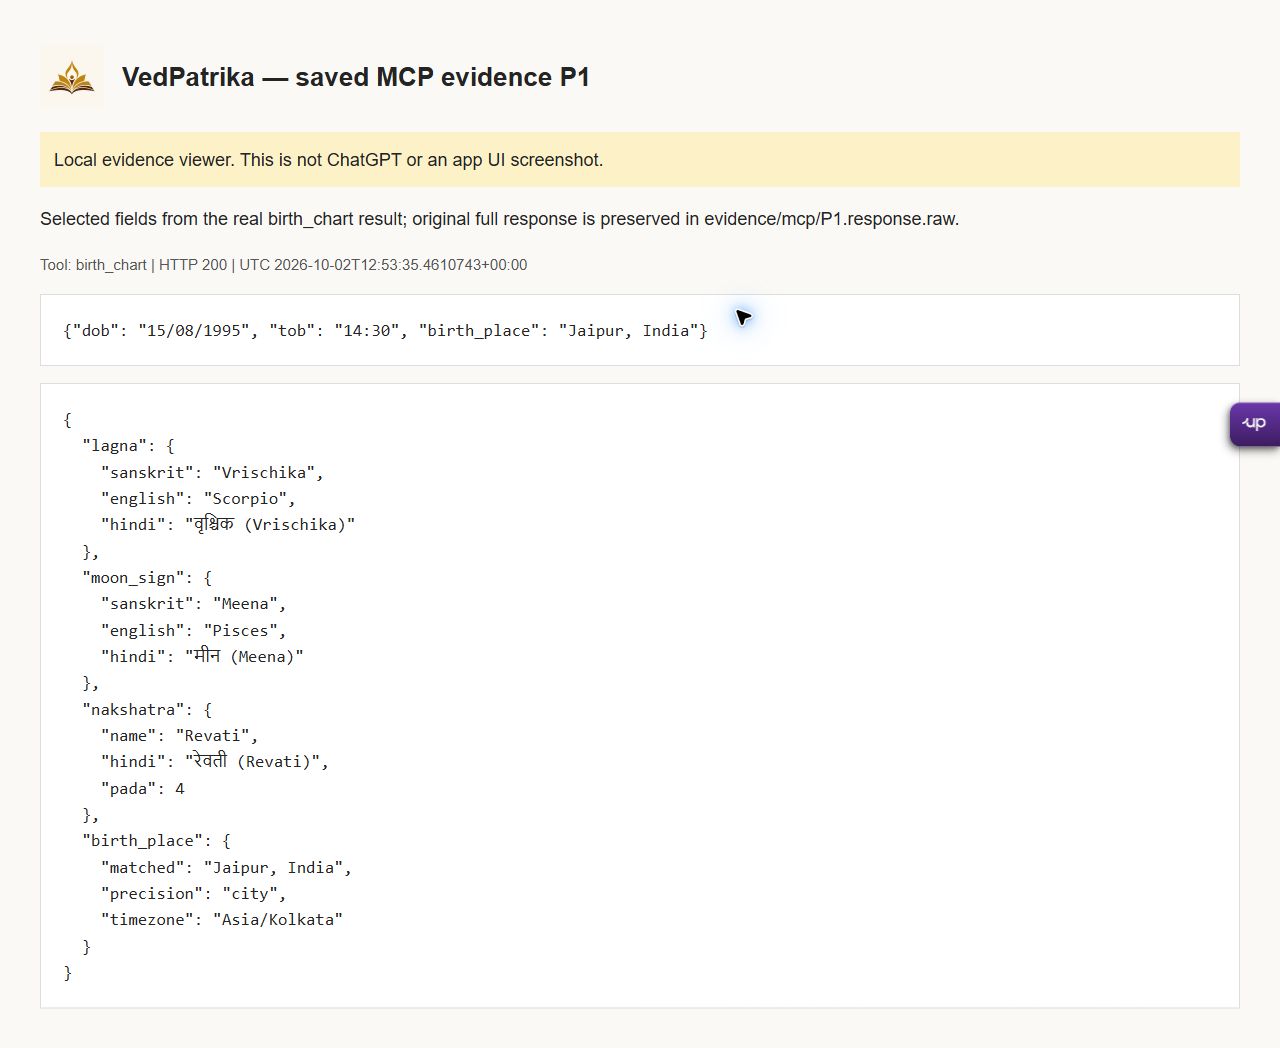 VedPatrika — saved MCP evidence P1
Local evidence viewer. This is not ChatGPT or an app UI screenshot.
Selected fields from the real birth_chart result; original full response is preserved in evidence/mcp/P1.response.raw.
Tool: birth_chart | HTTP 200 | UTC 2026-10-02T12:53:35.4610743+00:00
{"dob": "15/08/1995", "tob": "14:30", "birth_place": "Jaipur, India"}
{
  "lagna": {
    "sanskrit": "Vrischika",
    "english": "Scorpio",
    "hindi": "वृश्चिक (Vrischika)"
  },
  "moon_sign": {
    "sanskrit": "Meena",
    "english": "Pisces",
    "hindi": "मीन (Meena)"
  },
  "nakshatra": {
    "name": "Revati",
    "hindi": "रेवती (Revati)",
    "pada": 4
  },
  "birth_place": {
    "matched": "Jaipur, India",
    "precision": "city",
    "timezone": "Asia/Kolkata"
  }
}
up